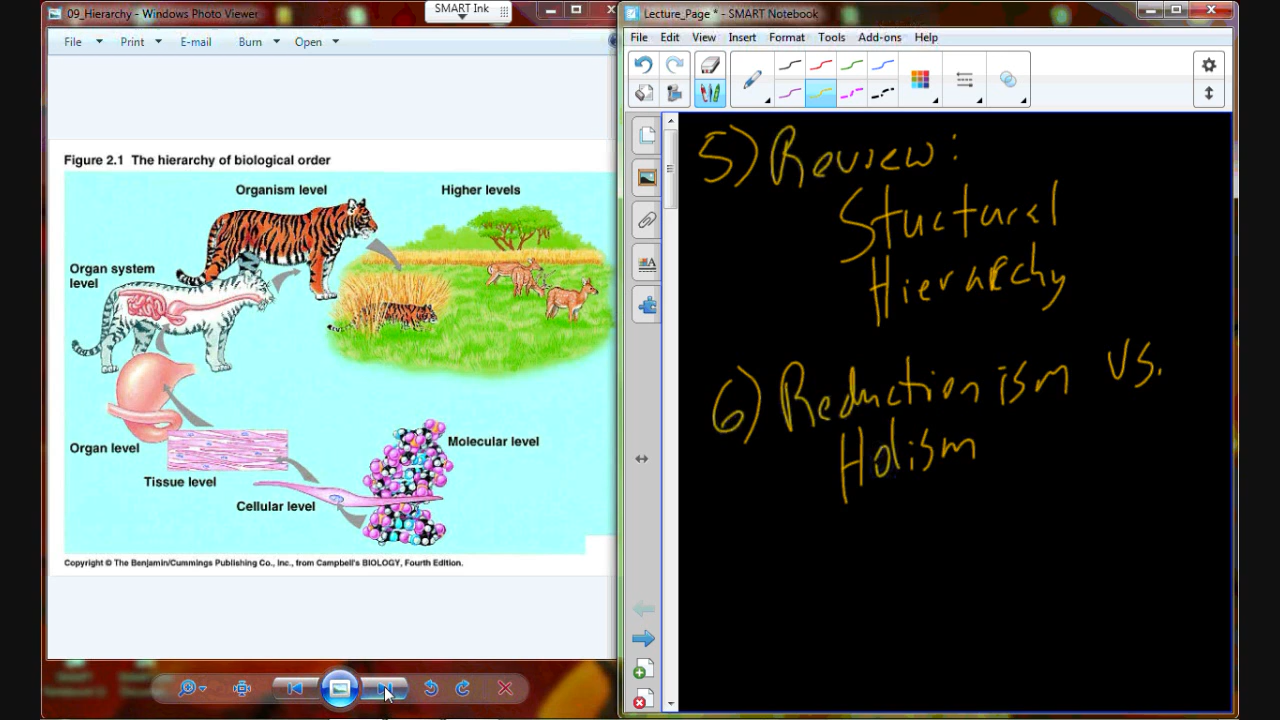 09_Hierarchy - Windows Photo Viewer
SMART Ink
File Print E-mail Burn Open
Figure 2.1 The hierarchy of biological order
Organism level
Higher levels
Organ system
level
Organ level
Tissue level
Cellular level
Molecular level
Copyright © The Benjamin/Cummings Publishing Co., Inc., from Campbell's BIOLOGY, Fourth Edition.
Lecture_Page * - SMART Notebook
File Edit View Insert Format Tools Add-ons Help
5) Review:
Stuctural
Hierarchy
6) Reductionism vs.
Holism